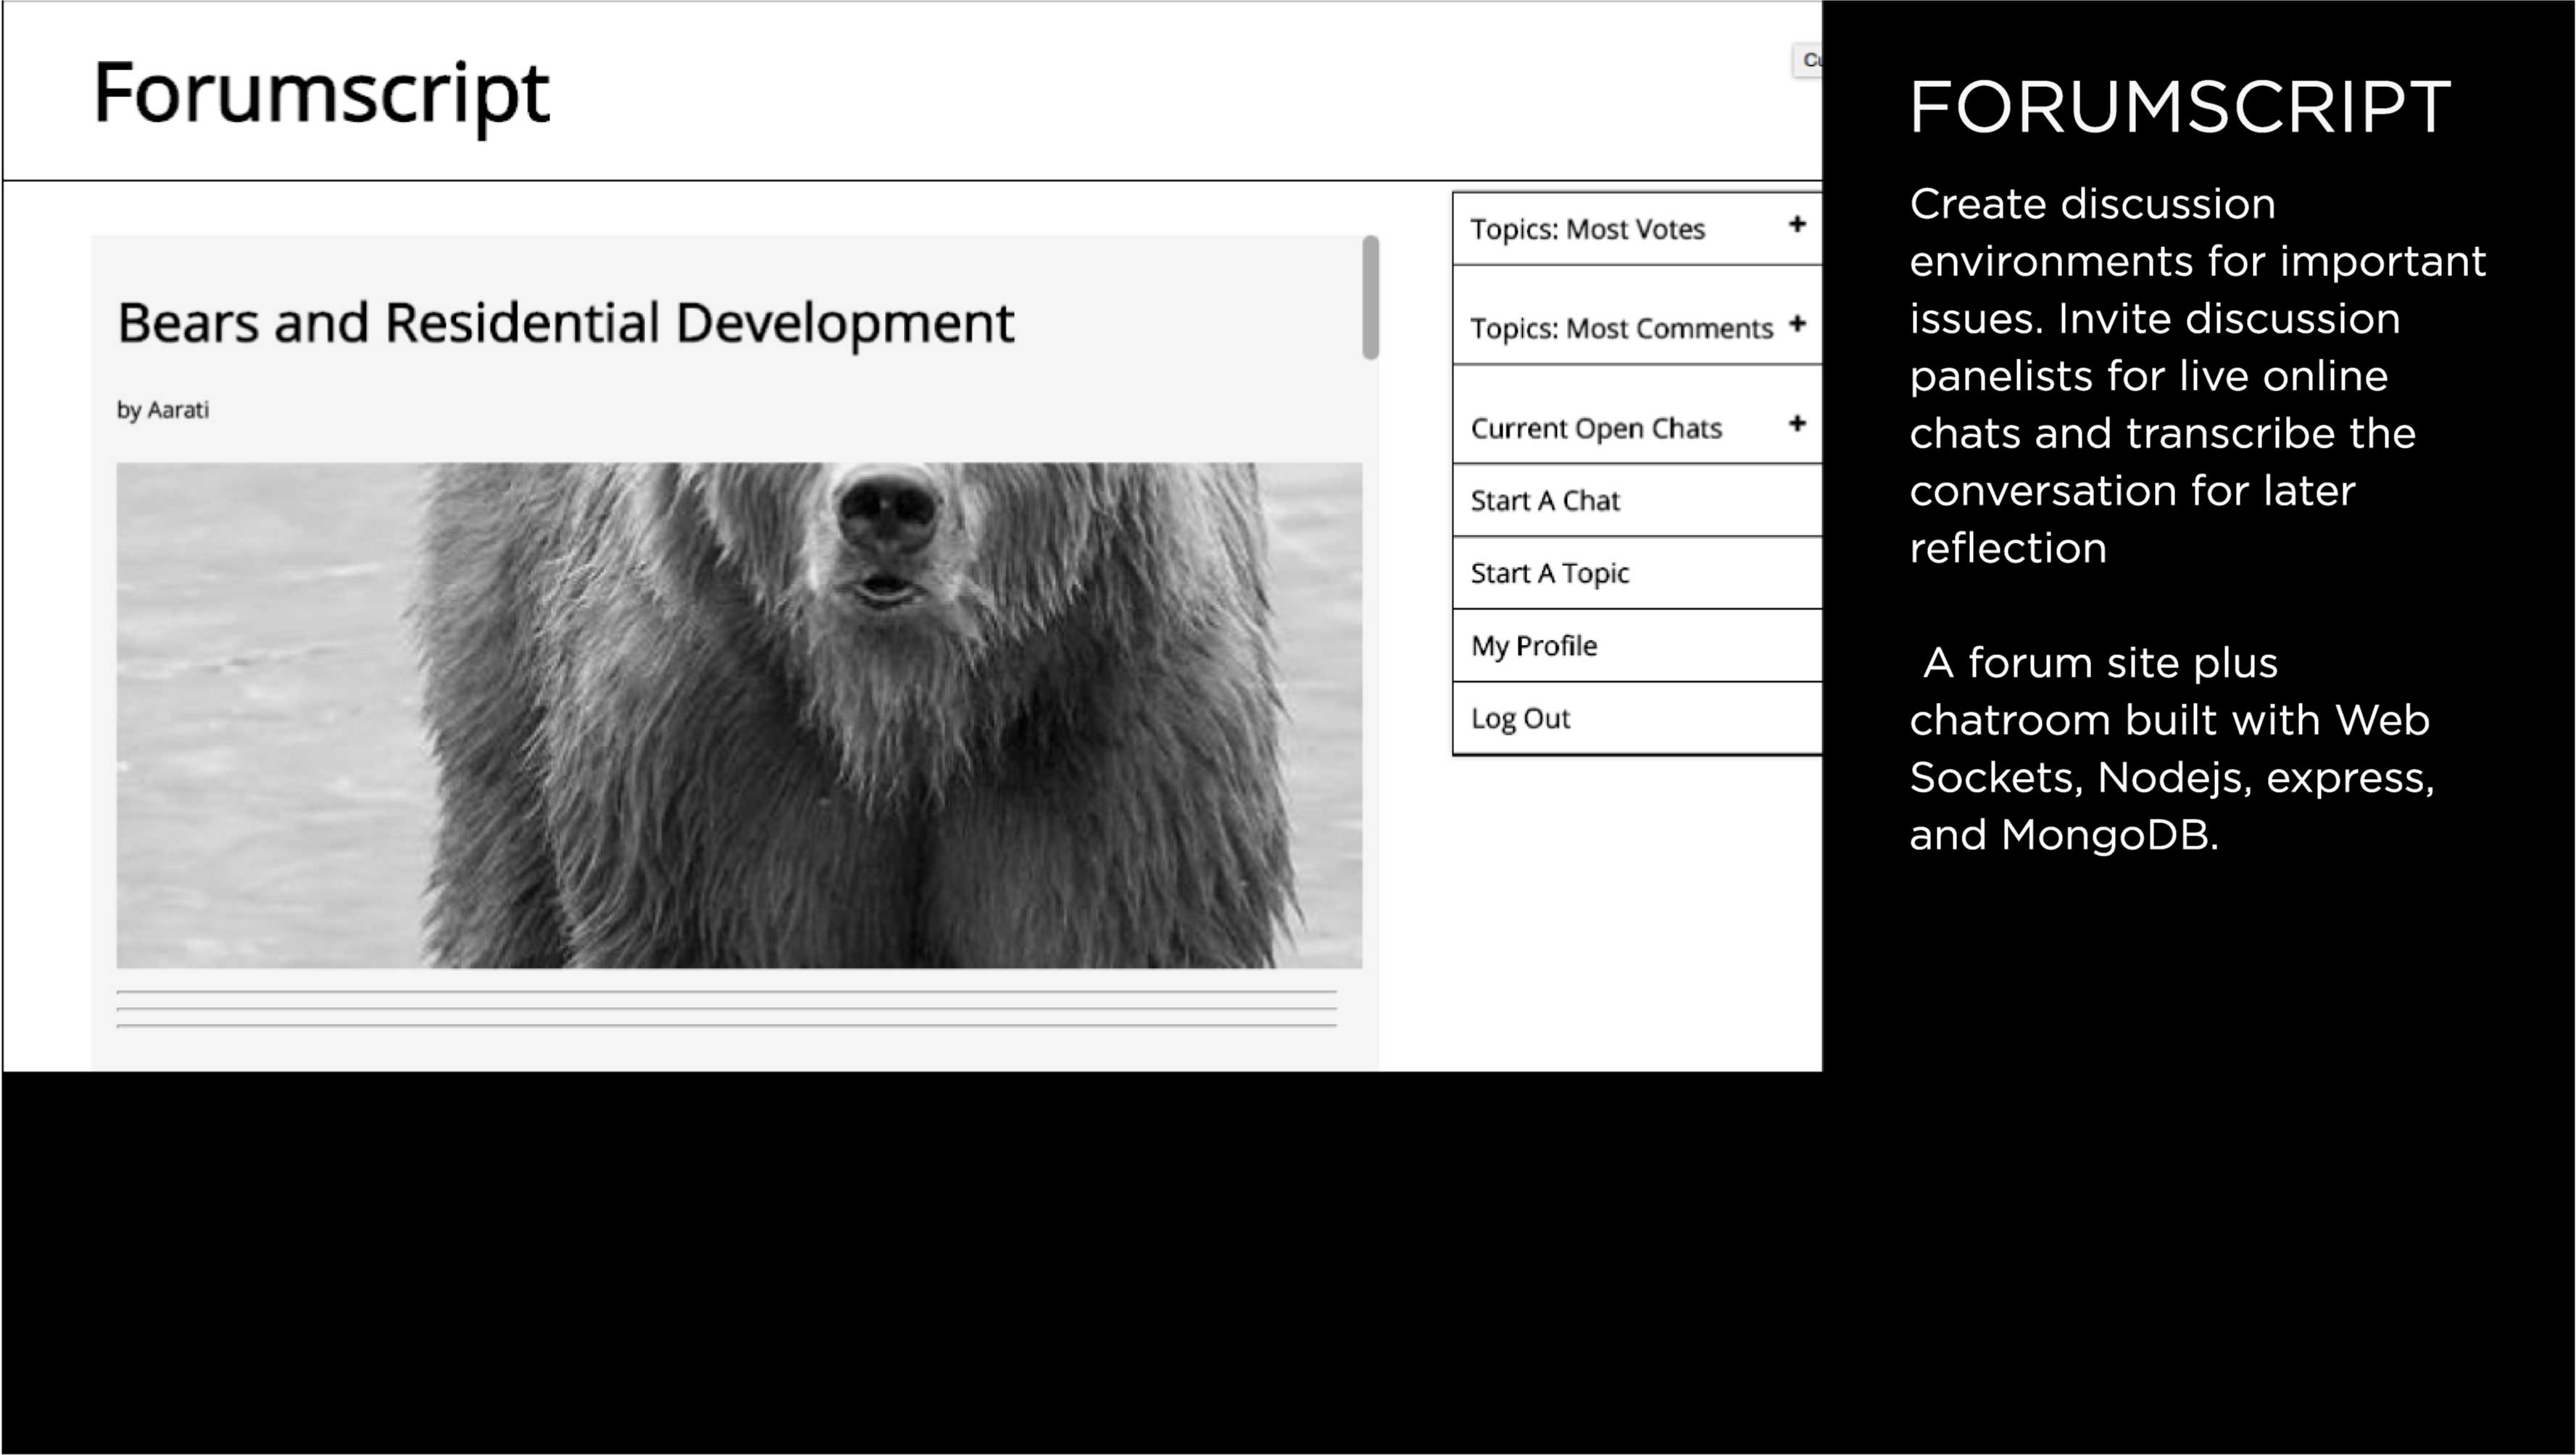 Forumscript
Bears and Residential Development
by Aarati
Topics: Most Votes +
Topics: Most Comments +
Current Open Chats +
Start A Chat
Start A Topic
My Profile
Log Out
FORUMSCRIPT
Create discussion
environments for important
issues. Invite discussion
panelists for live online
chats and transcribe the
conversation for later
reflection
A forum site plus
chatroom built with Web
Sockets, Nodejs, express,
and MongoDB.